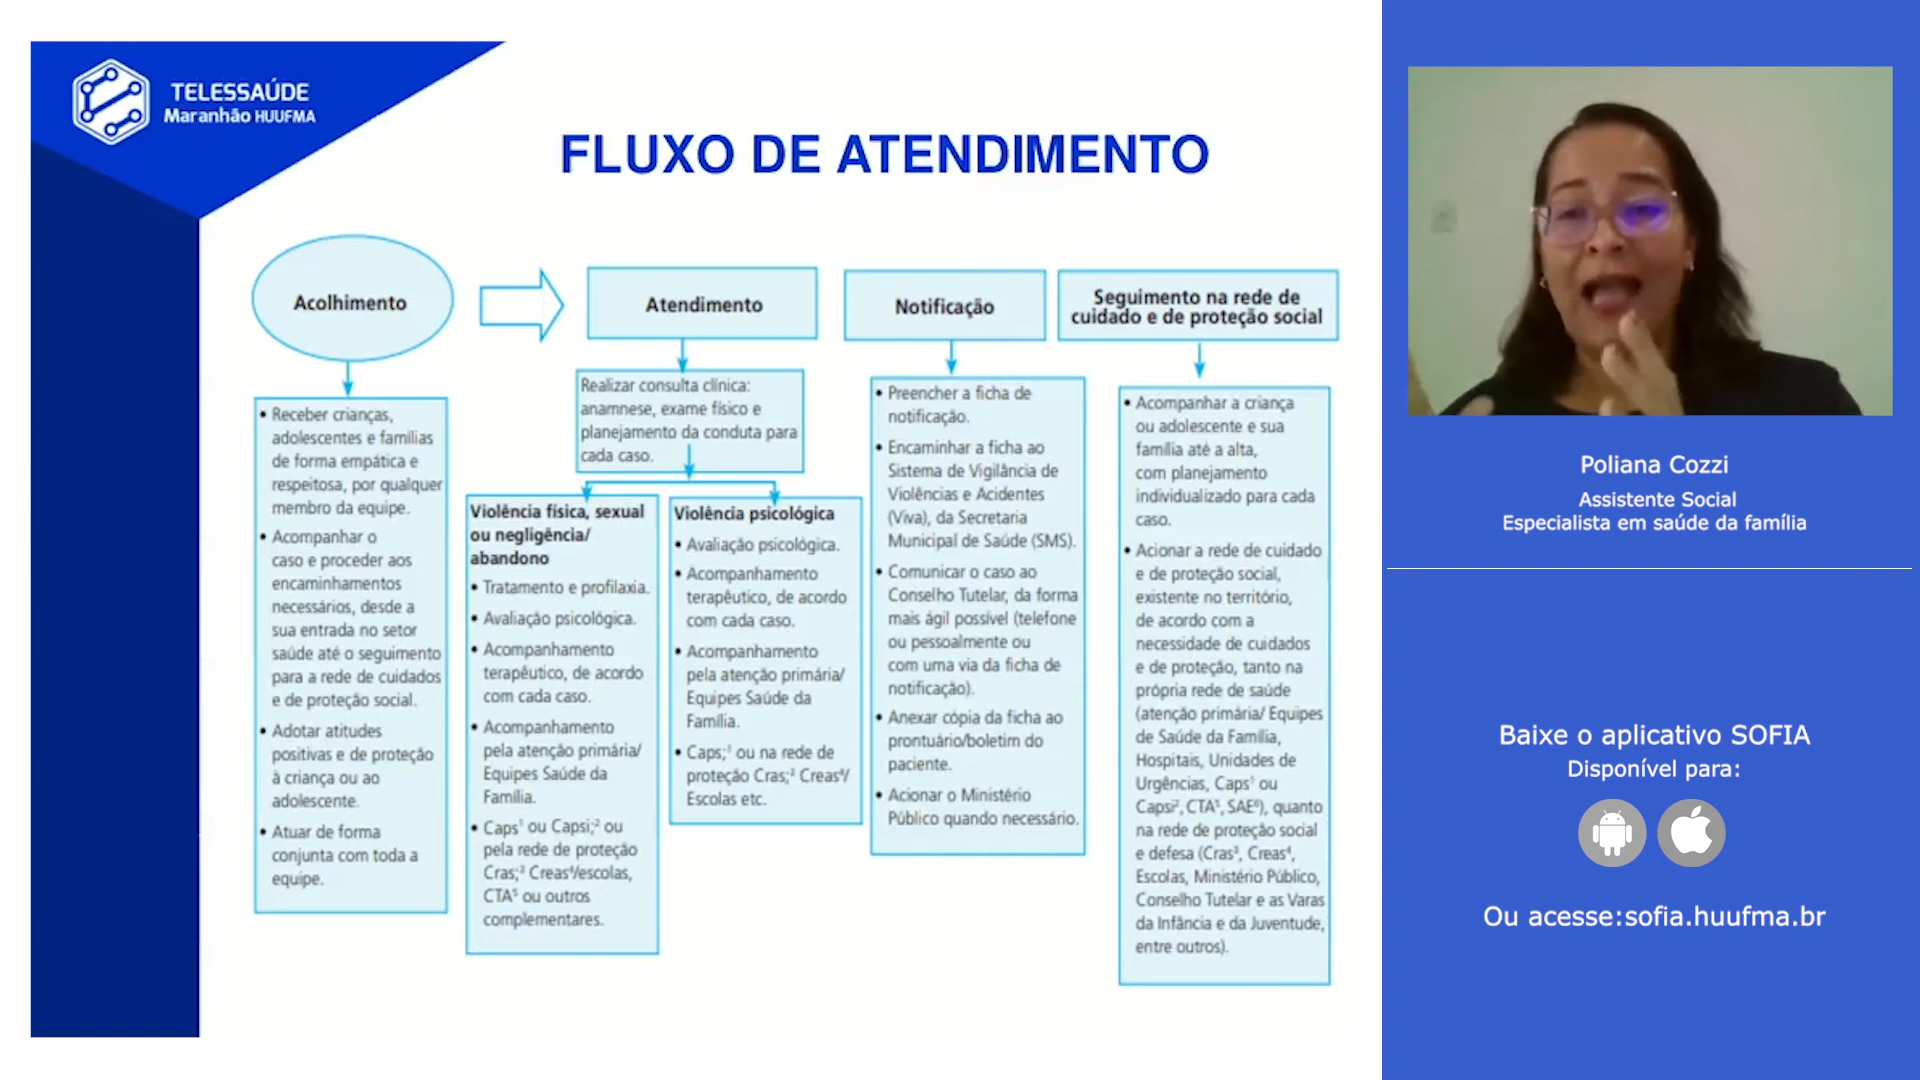 TELESSAÚDE
Maranhão HUUFMA
FLUXO DE ATENDIMENTO
Acolhimento
• Receber crianças,
adolescentes e famílias
de forma empática e
respeitosa, por qualquer
membro da equipe.
• Acompanhar o
caso e proceder aos
encaminhamentos
necessários, desde a
sua entrada no setor
saúde até o seguimento
para a rede de cuidados
e de proteção social.
• Adotar atitudes
positivas e de proteção
à criança ou ao
adolescente.
• Atuar de forma
conjunta com toda a
equipe.
Atendimento
Realizar consulta clínica:
anamnese, exame físico e
planejamento da conduta para
cada caso.
Violência física, sexual
ou negligência/
abandono
• Tratamento e profilaxia.
• Avaliação psicológica.
• Acompanhamento
terapêutico, de acordo
com cada caso.
• Acompanhamento
pela atenção primária/
Equipes Saúde da
Família.
• Caps¹ ou Capsi;² ou
pela rede de proteção
Cras;³ Creas⁴/escolas,
CTA⁵ ou outros
complementares.
Violência psicológica
• Avaliação psicológica.
• Acompanhamento
terapêutico, de acordo
com cada caso.
• Acompanhamento
pela atenção primária/
Equipes Saúde da
Família.
• Caps;¹ ou na rede de
proteção Cras;³ Creas⁴/
Escolas etc.
Notificação
• Preencher a ficha de
notificação.
• Encaminhar a ficha ao
Sistema de Vigilância de
Violências e Acidentes
(Viva), da Secretaria
Municipal de Saúde (SMS).
• Comunicar o caso ao
Conselho Tutelar, da forma
mais ágil possível (telefone
ou pessoalmente ou
com uma via da ficha de
notificação).
• Anexar cópia da ficha ao
prontuário/boletim do
paciente.
• Acionar o Ministério
Público quando necessário.
Seguimento na rede de
cuidado e de proteção social
• Acompanhar a criança
ou adolescente e sua
família até a alta,
com planejamento
individualizado para cada
caso.
• Acionar a rede de cuidado
e de proteção social,
existente no território,
de acordo com a
necessidade de cuidados
e de proteção, tanto na
própria rede de saúde
(atenção primária/ Equipes
de Saúde da Família,
Hospitais, Unidades de
Urgências, Caps¹ ou
Capsi², CTA⁵, SAE⁶), quanto
na rede de proteção social
e defesa (Cras³, Creas⁴,
Escolas, Ministério Público,
Conselho Tutelar e as Varas
da Infância e da Juventude,
entre outros).
Poliana Cozzi
Assistente Social
Especialista em saúde da família
Baixe o aplicativo SOFIA
Disponível para:
Ou acesse:sofia.huufma.br